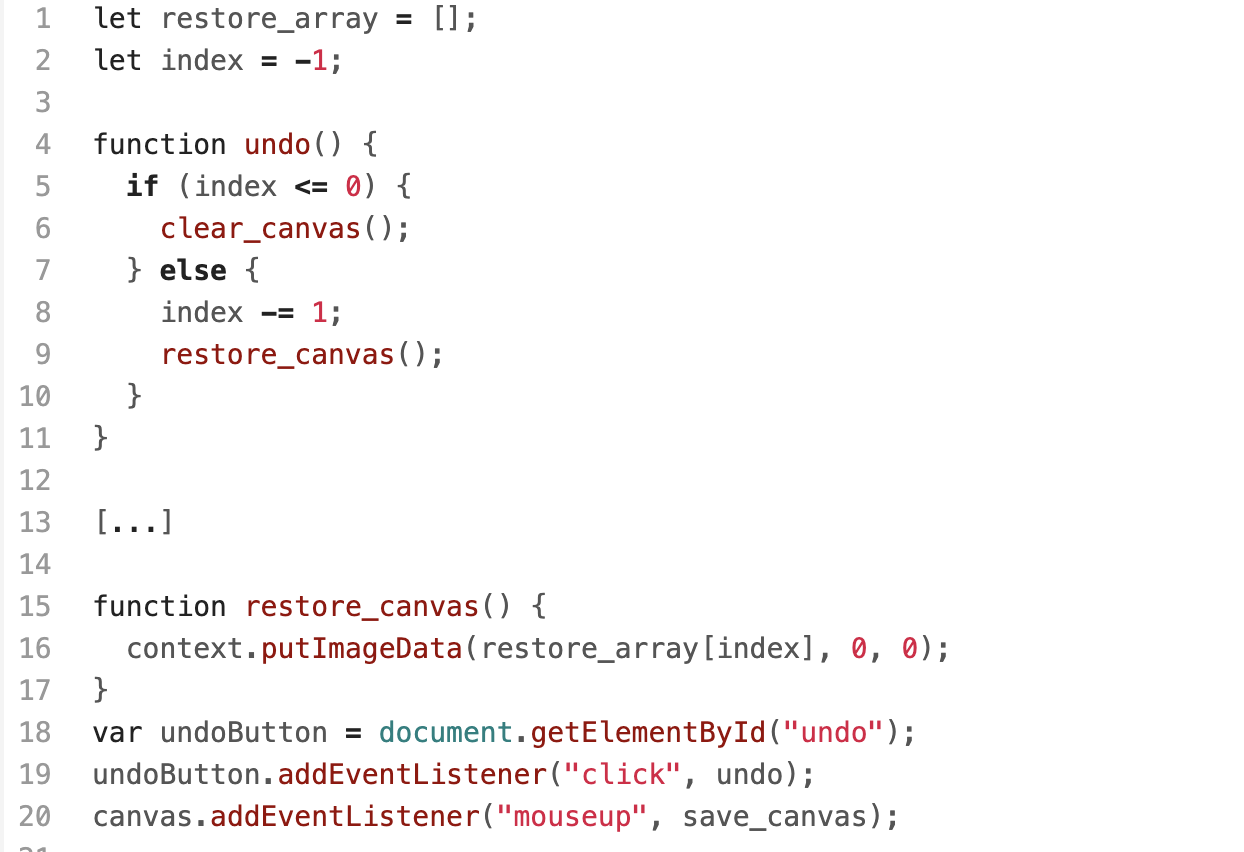 1 let restore_array = [];
2 let index = -1;
3
4 function undo() {
5   if (index <= 0) {
6     clear_canvas();
7   } else {
8     index -= 1;
9     restore_canvas();
10   }
11 }
12
13 [...]
14
15 function restore_canvas() {
16   context.putImageData(restore_array[index], 0, 0);
17 }
18 var undoButton = document.getElementById("undo");
19 undoButton.addEventListener("click", undo);
20 canvas.addEventListener("mouseup", save_canvas);